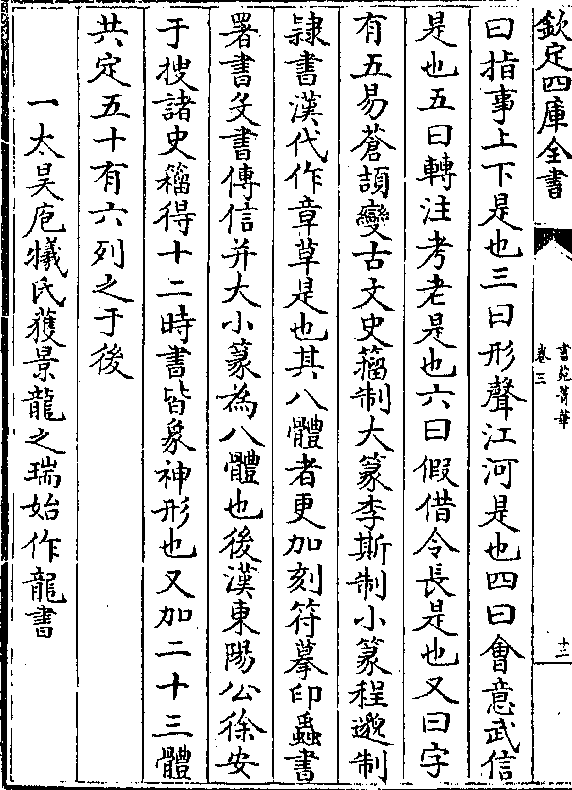 欽定四庫全書
書苑菁華
卷三
十二
曰指事上下是也三曰形聲江河是也四曰會意武信
是也五曰轉注考老是也六曰假借令長是也又曰字
有五易蒼頡變古文史籀制大篆李斯制小篆程邈制
隷書漢代作章草是也其八體者更加刻符摹印蟲書
署書殳書傳信并大小篆為八體也後漢東陽公徐安
于搜諸史籀得十二時書皆象神形也又加二十三體
共定五十有六列之于後
一太昊庖犧氏獲景龍之瑞始作龍書